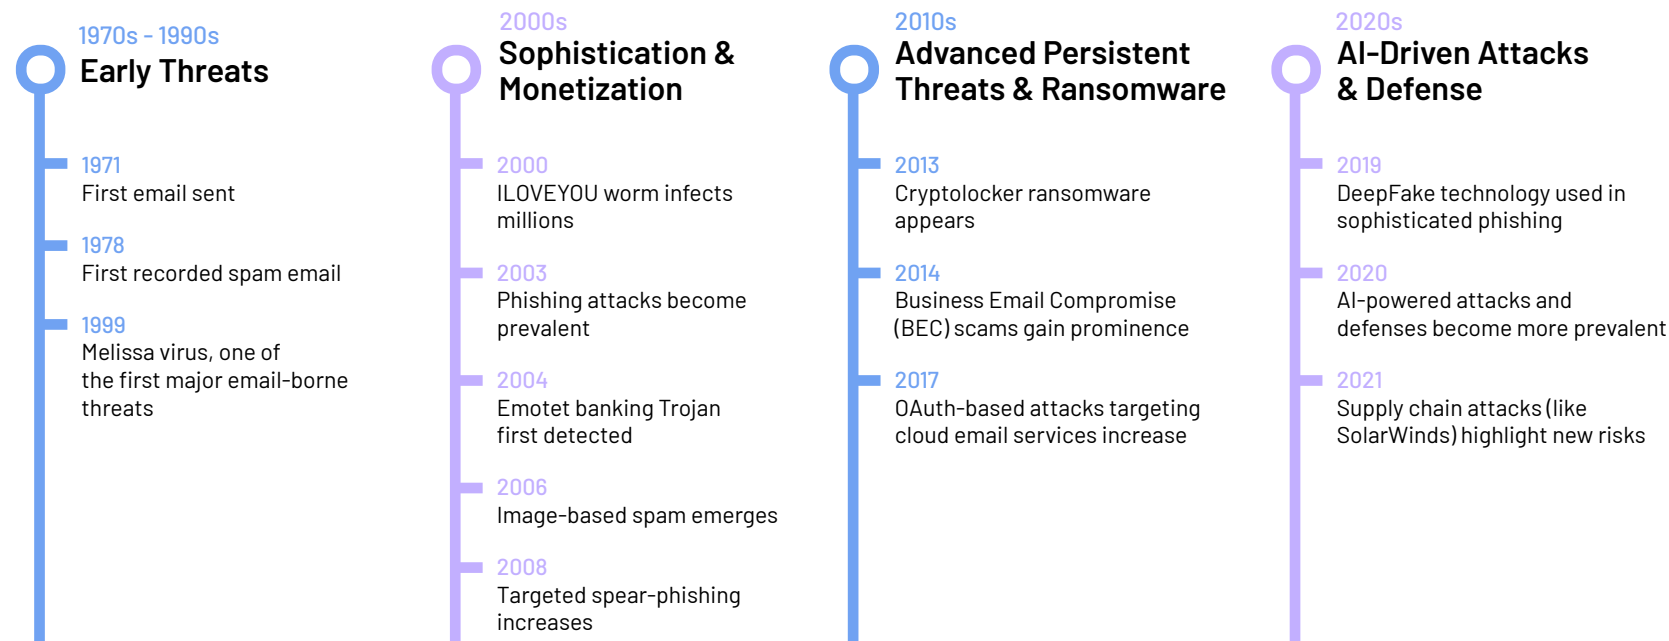 1970s - 1990s
Early Threats
1971
First email sent
1978
First recorded spam email
1999
Melissa virus, one of
the first major email-borne
threats
2000s
Sophistication &
Monetization
2000
ILOVEYOU worm infects
millions
2003
Phishing attacks become
prevalent
2004
Emotet banking Trojan
first detected
2006
Image-based spam emerges
2008
Targeted spear-phishing
increases
2010s
Advanced Persistent
Threats & Ransomware
2013
Cryptolocker ransomware
appears
2014
Business Email Compromise
(BEC) scams gain prominence
2017
OAuth-based attacks targeting
cloud email services increase
2020s
AI-Driven Attacks
& Defense
2019
DeepFake technology used in
sophisticated phishing
2020
AI-powered attacks and
defenses become more prevalent
2021
Supply chain attacks (like
SolarWinds) highlight new risks